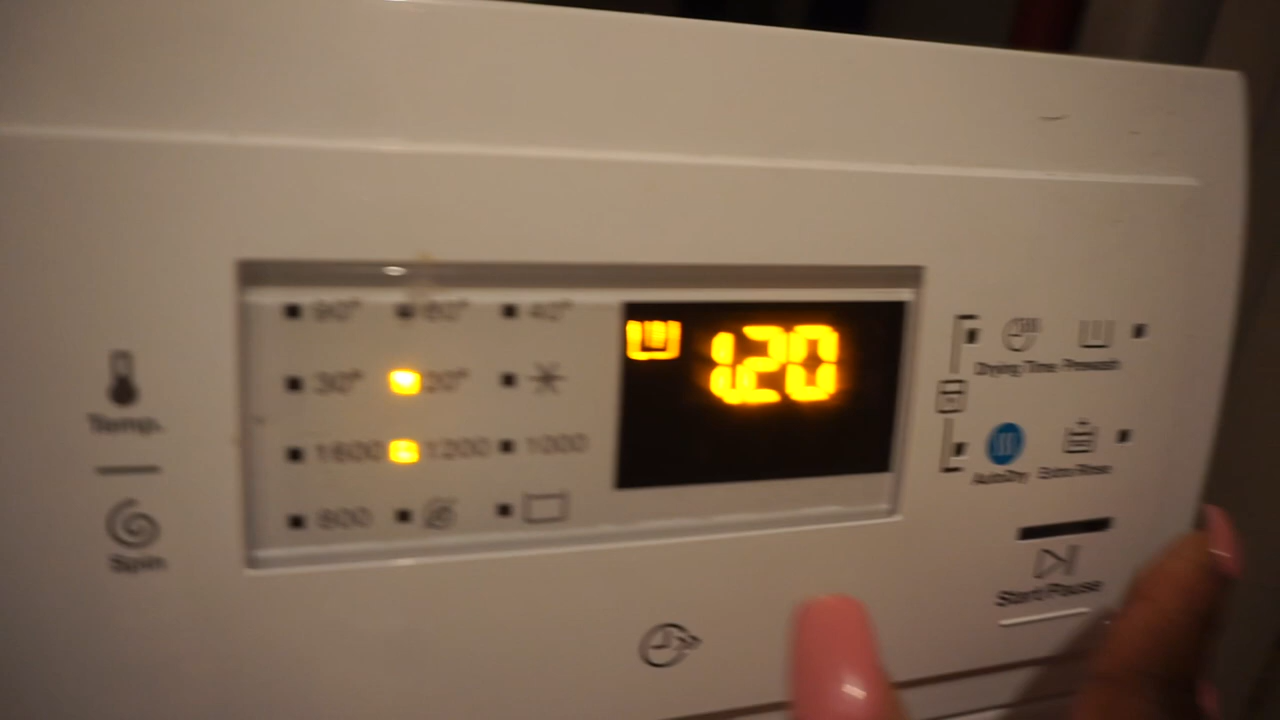 90° 60° 40°
30° 20°
1600 1200 1000
800
Temp.
Spin
1.20
Drying Time Prewash
AutoDry Extra Rinse
Start/Pause